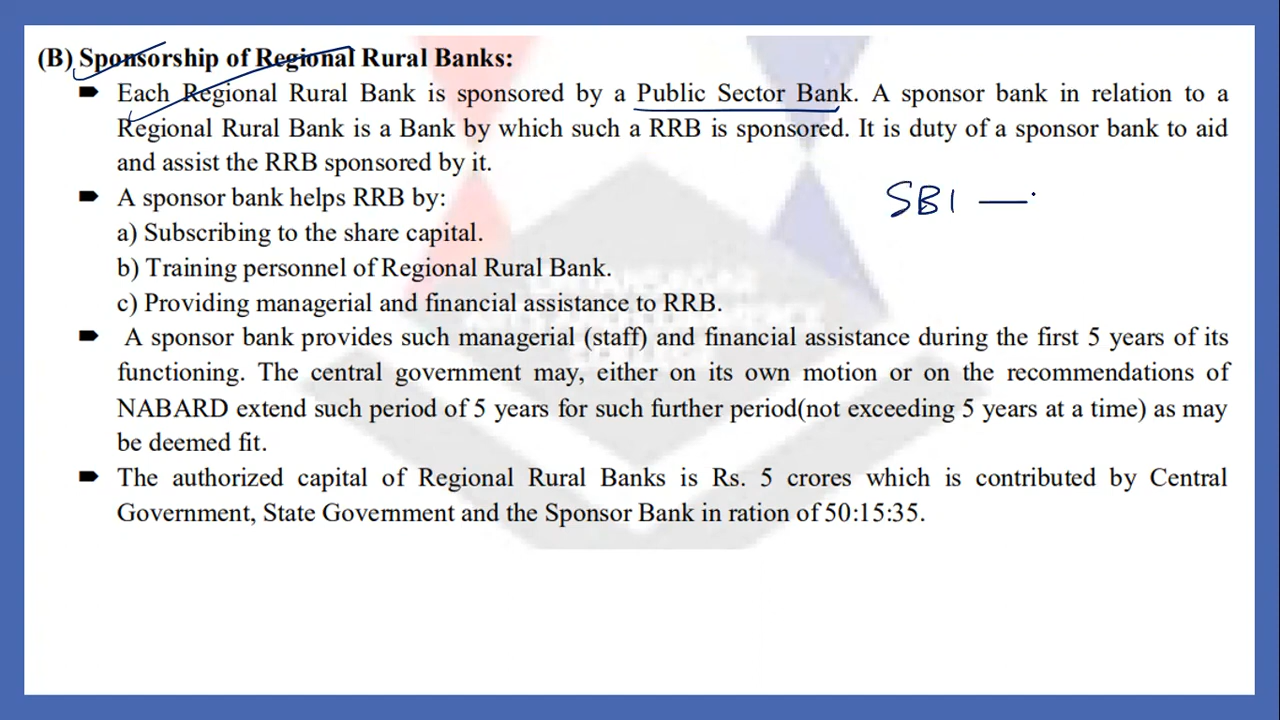 (B) Sponsorship of Regional Rural Banks:
Each Regional Rural Bank is sponsored by a Public Sector Bank. A sponsor bank in relation to a
Regional Rural Bank is a Bank by which such a RRB is sponsored. It is duty of a sponsor bank to aid
and assist the RRB sponsored by it.
A sponsor bank helps RRB by:
SBI —
a) Subscribing to the share capital.
b) Training personnel of Regional Rural Bank.
c) Providing managerial and financial assistance to RRB.
A sponsor bank provides such managerial (staff) and financial assistance during the first 5 years of its
functioning. The central government may, either on its own motion or on the recommendations of
NABARD extend such period of 5 years for such further period(not exceeding 5 years at a time) as may
be deemed fit.
The authorized capital of Regional Rural Banks is Rs. 5 crores which is contributed by Central
Government, State Government and the Sponsor Bank in ration of 50:15:35.